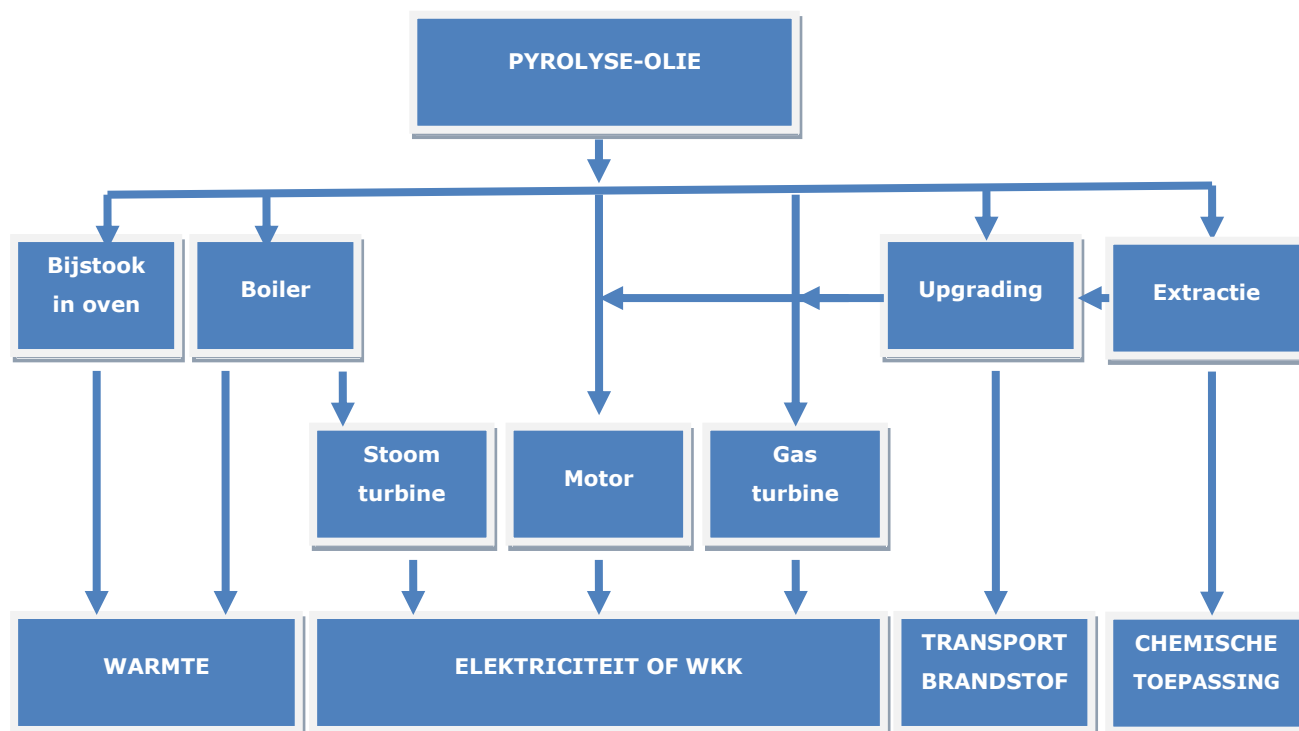 PYROLYSE-OLIE
Bijstook
in oven
Boiler
Upgrading
Extractie
Stoom
turbine
Motor
Gas
turbine
WARMTE
ELEKTRICITEIT OF WKK
TRANSPORT
BRANDSTOF
CHEMISCHE
TOEPASSING